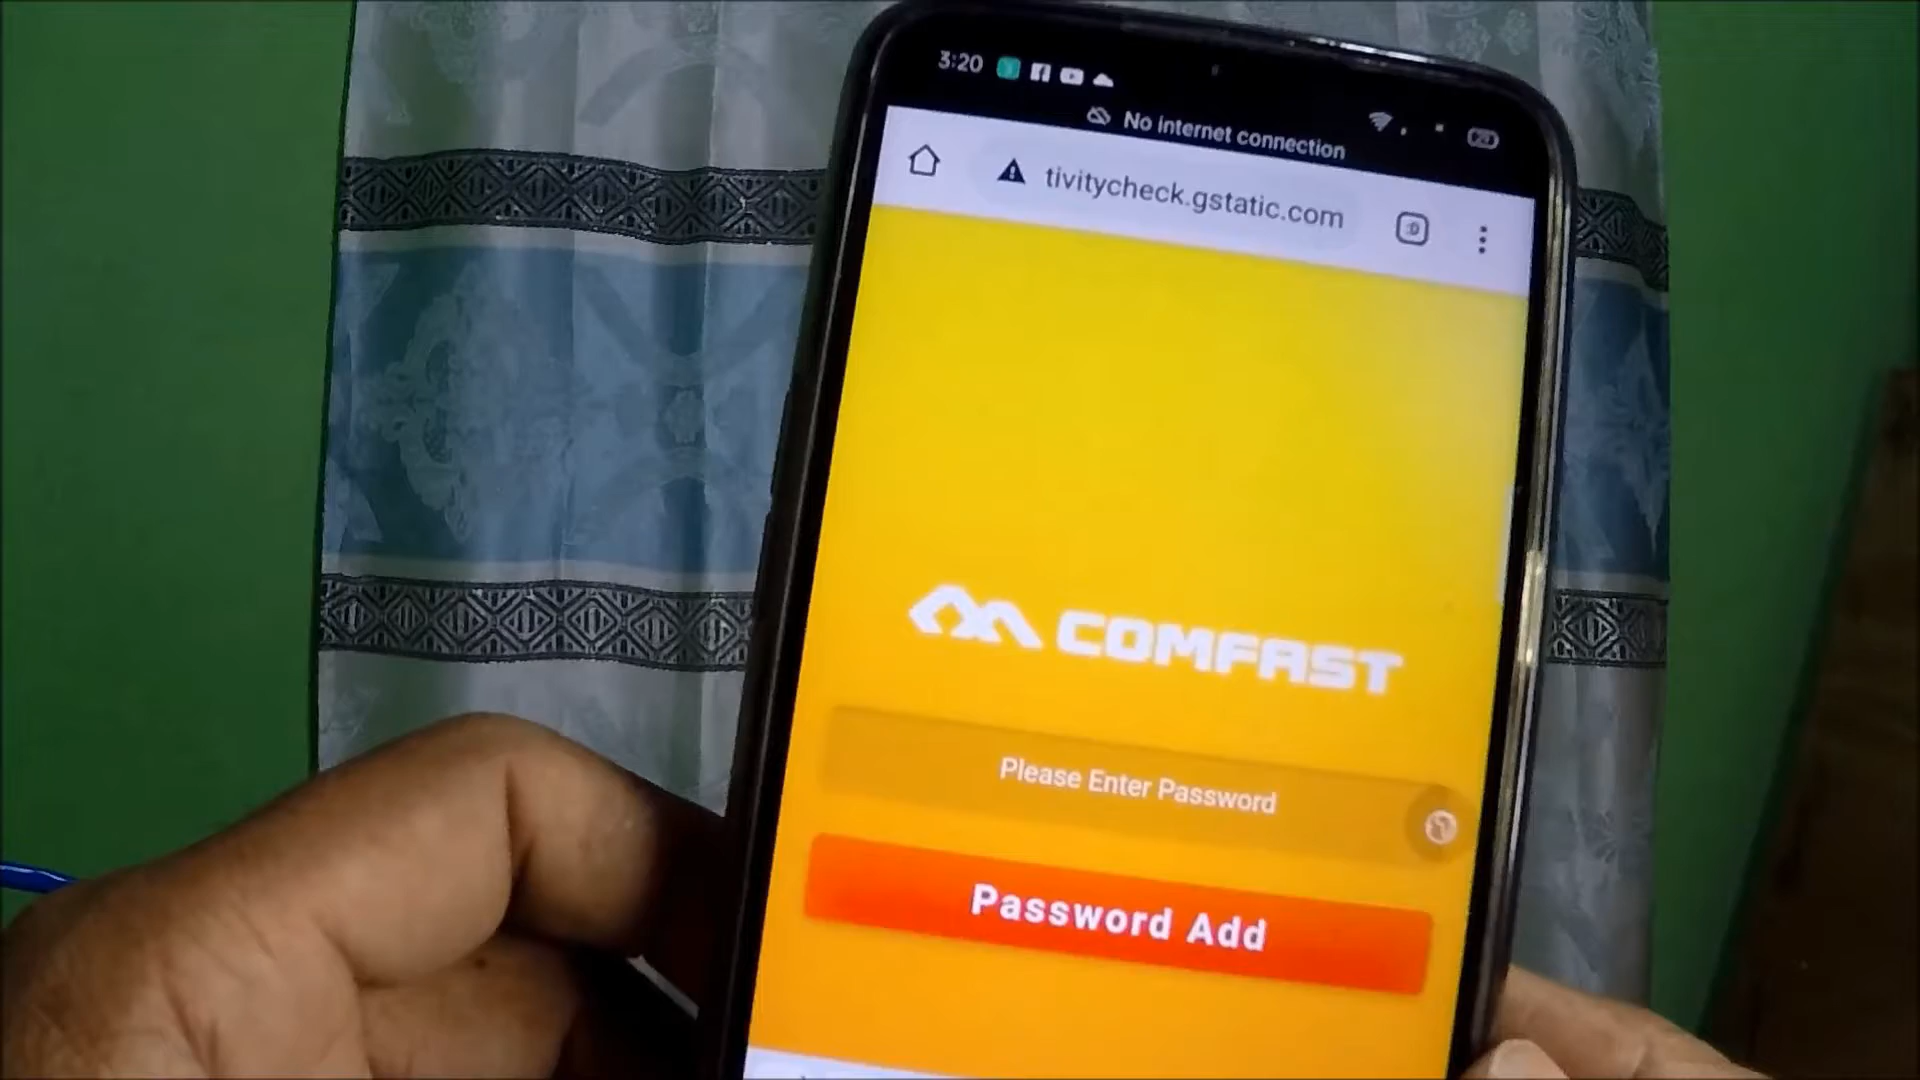 3:20
No internet connection
tivitycheck.gstatic.com
:D
COMFAST
Please Enter Password
Password Add